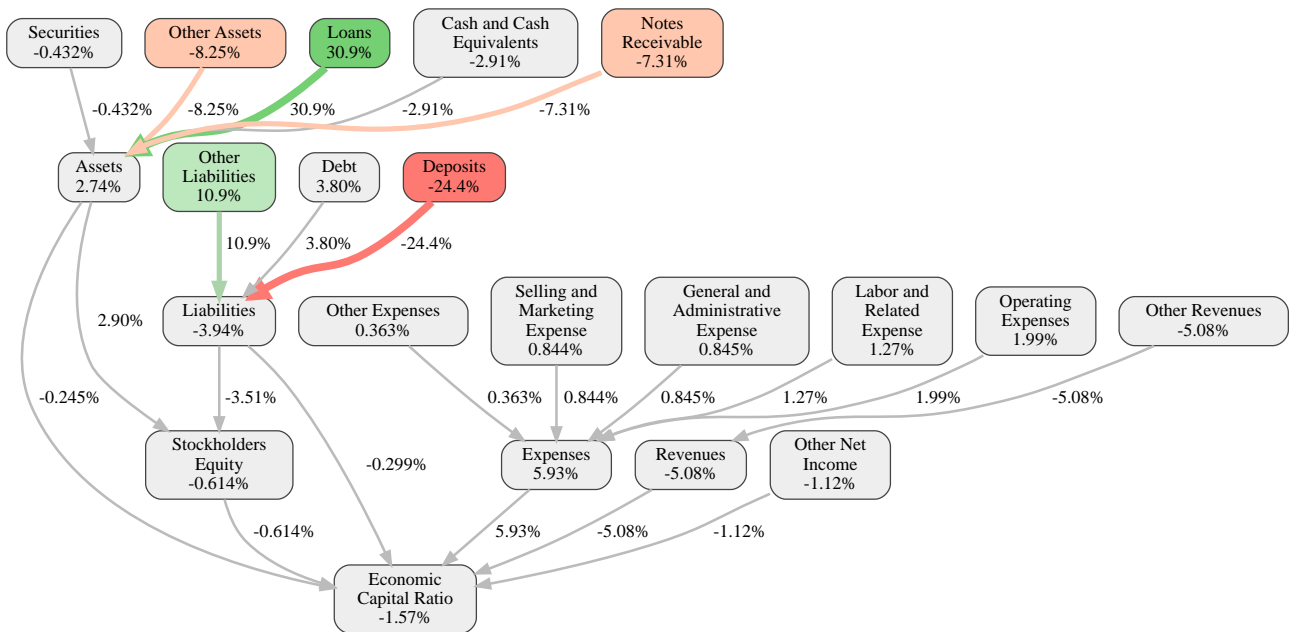 Securities
-0.432%
Other Assets
-8.25%
Loans
30.9%
Cash and Cash
Equivalents
-2.91%
Notes
Receivable
-7.31%
-0.432%
-8.25%
30.9%
-2.91%
-7.31%
Assets
2.74%
Other
Liabilities
10.9%
Debt
3.80%
Deposits
-24.4%
10.9%
3.80%
-24.4%
Liabilities
-3.94%
Other Expenses
0.363%
Selling and
Marketing
Expense
0.844%
General and
Administrative
Expense
0.845%
Labor and
Related
Expense
1.27%
Operating
Expenses
1.99%
Other Revenues
-5.08%
2.90%
-0.245%
-3.51%
0.363%
0.844%
0.845%
1.27%
1.99%
-5.08%
Stockholders
Equity
-0.614%
-0.299%
Expenses
5.93%
Revenues
-5.08%
Other Net
Income
-1.12%
-0.614%
5.93%
-5.08%
-1.12%
Economic
Capital Ratio
-1.57%